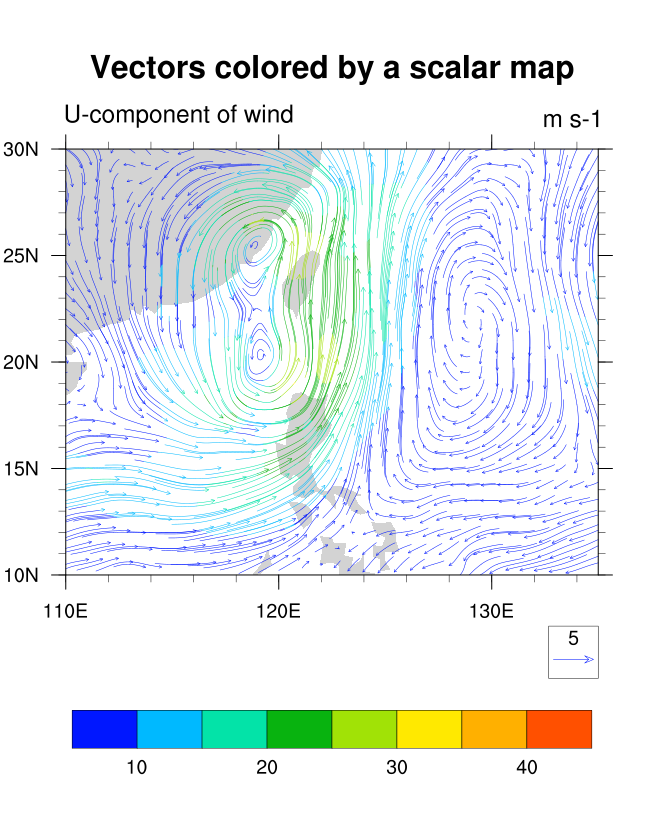 Vectors colored by a scalar map
U-component of wind
m s-1
30N
25N
20N
15N
10N
110E 120E 130E
5
10 20 30 40